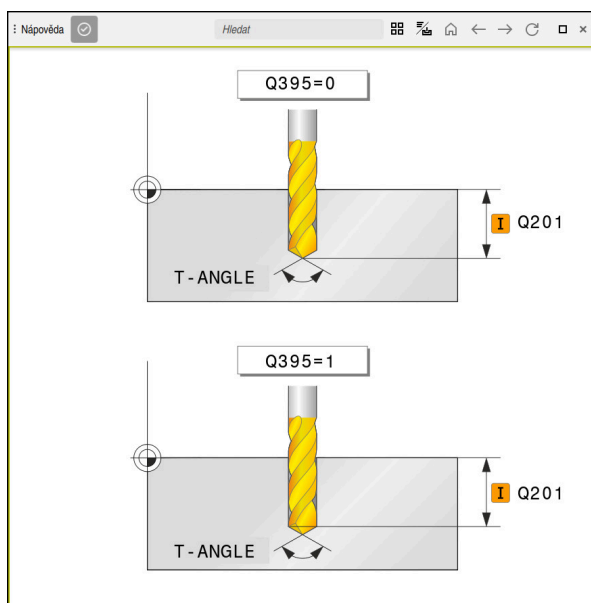 Nápověda
Hledat
Q395=0
I Q201
T-ANGLE
Q395=1
I Q201
T-ANGLE